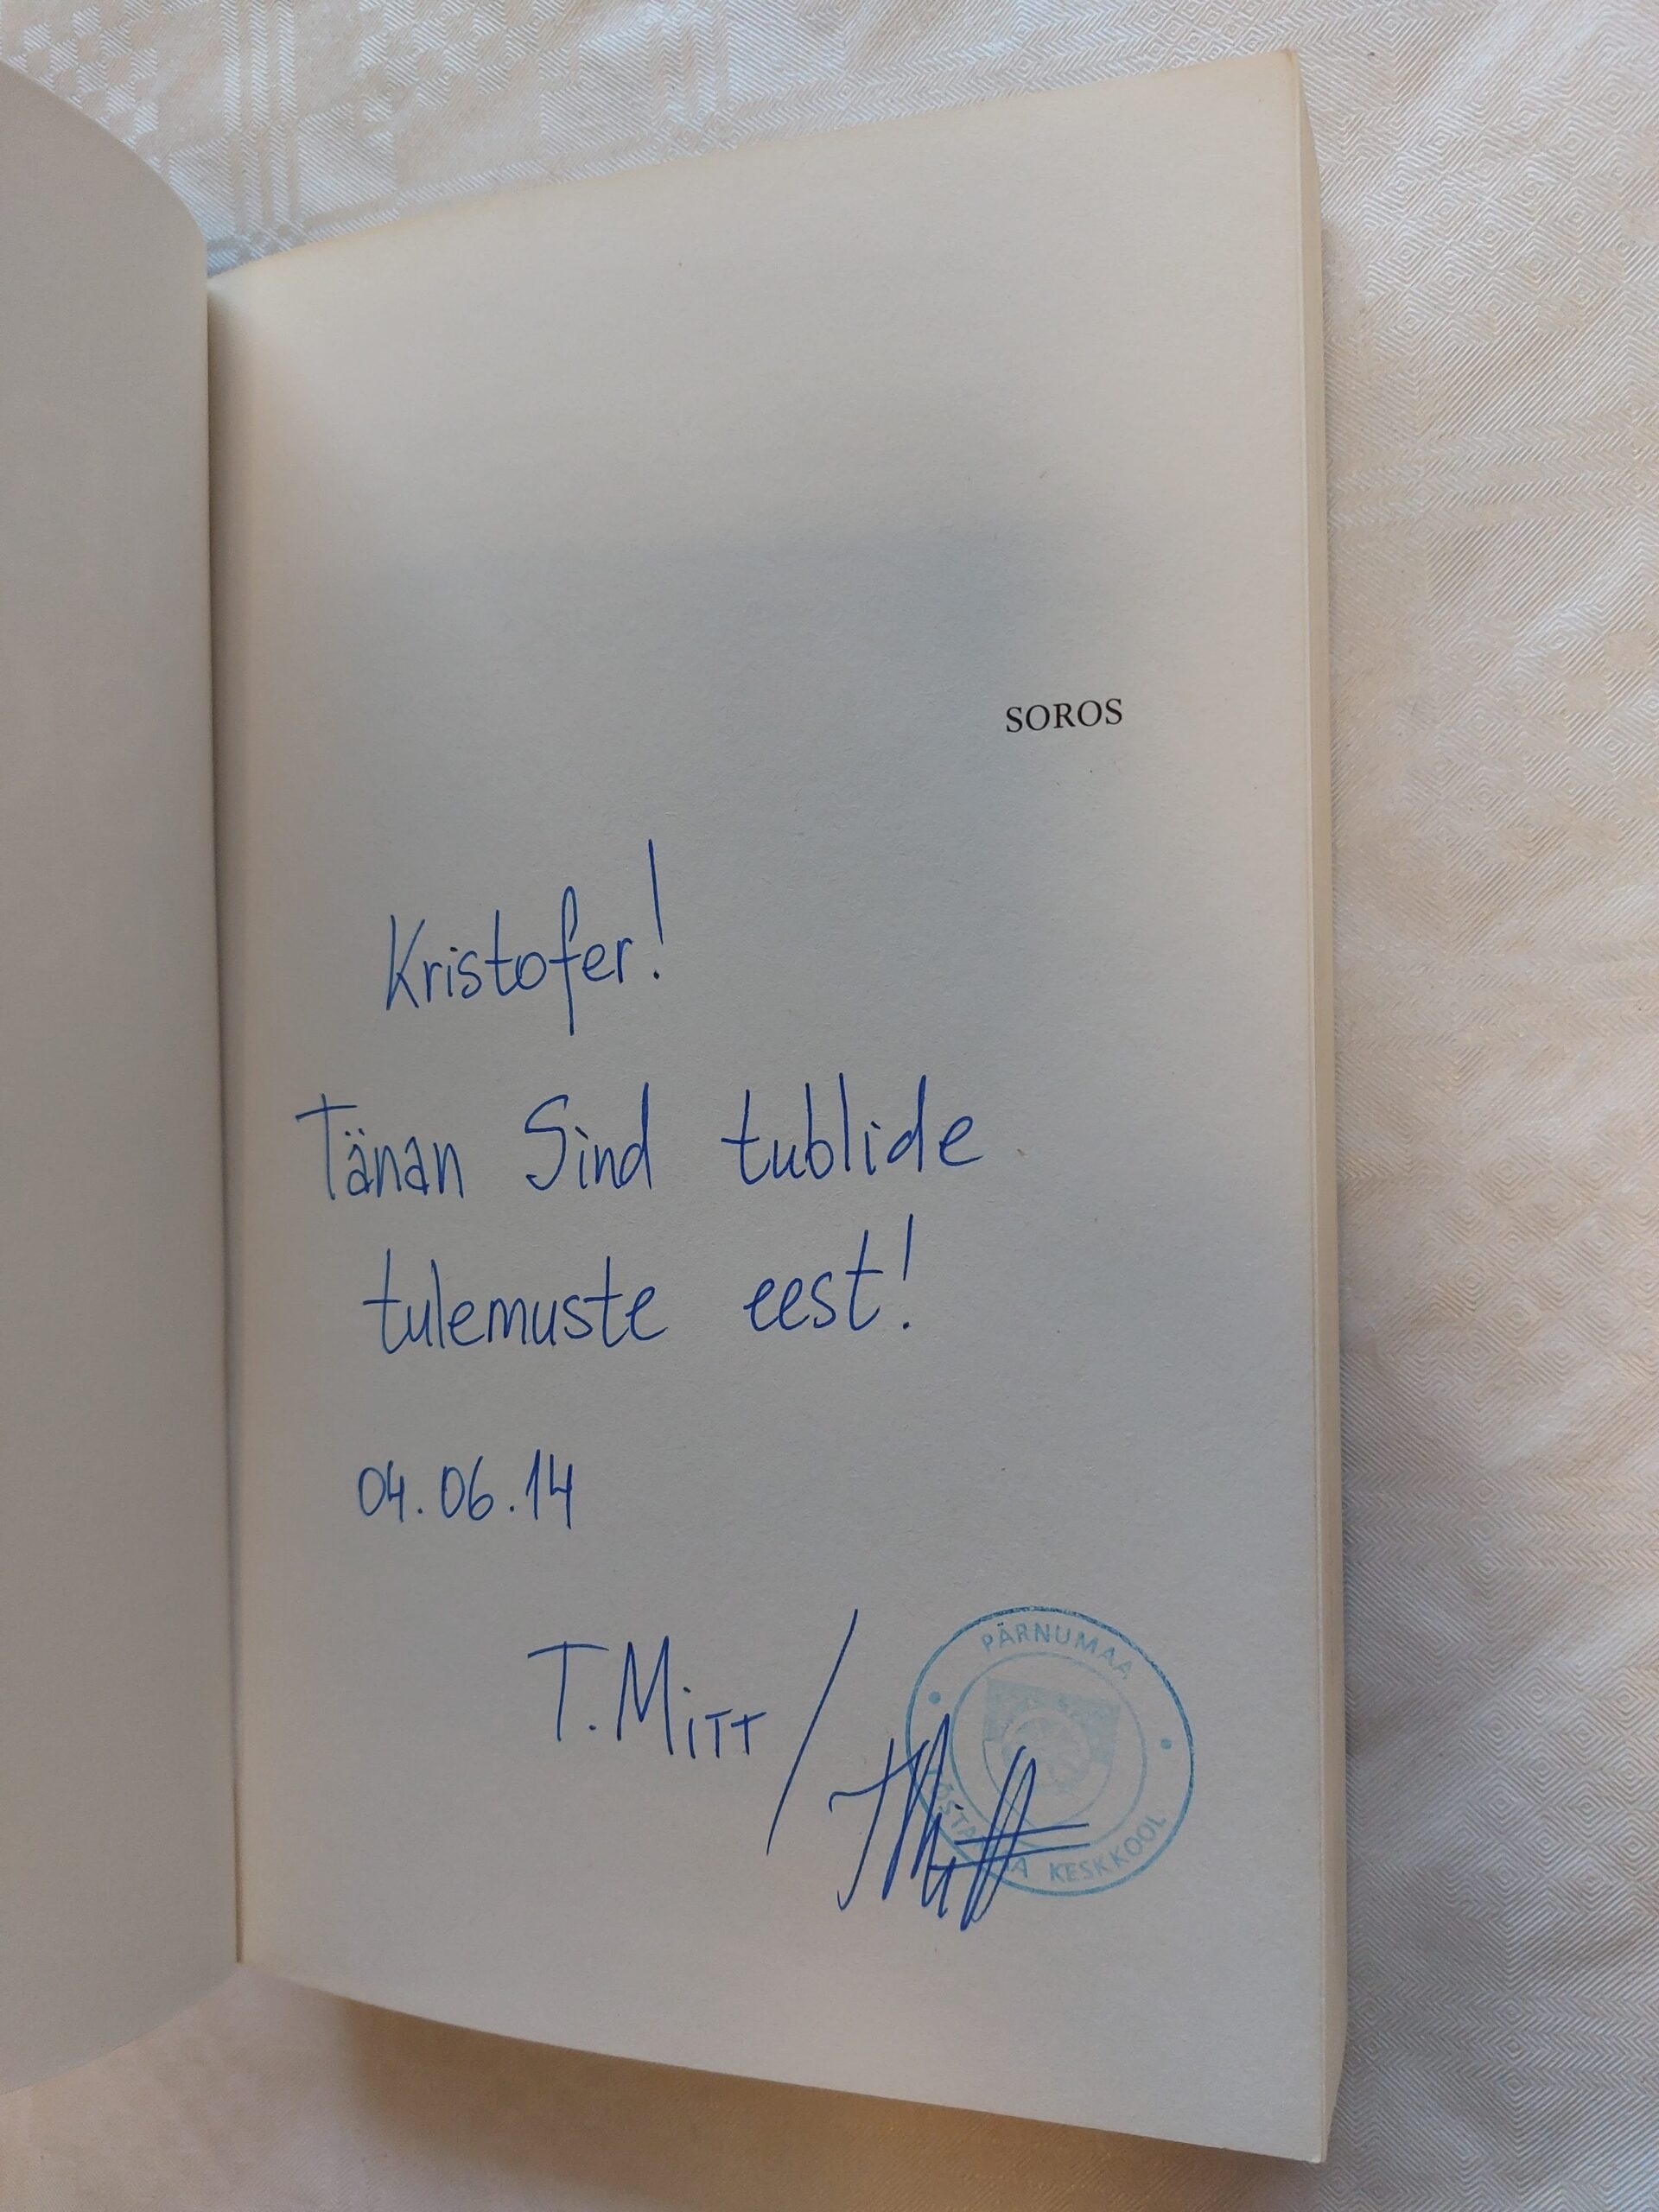 SOROS
Kristofer!
Tänan Sind tublide
tulemuste eest!
04.06.14
T. Mitt /
PÄRNUMAA
KESKKOOL